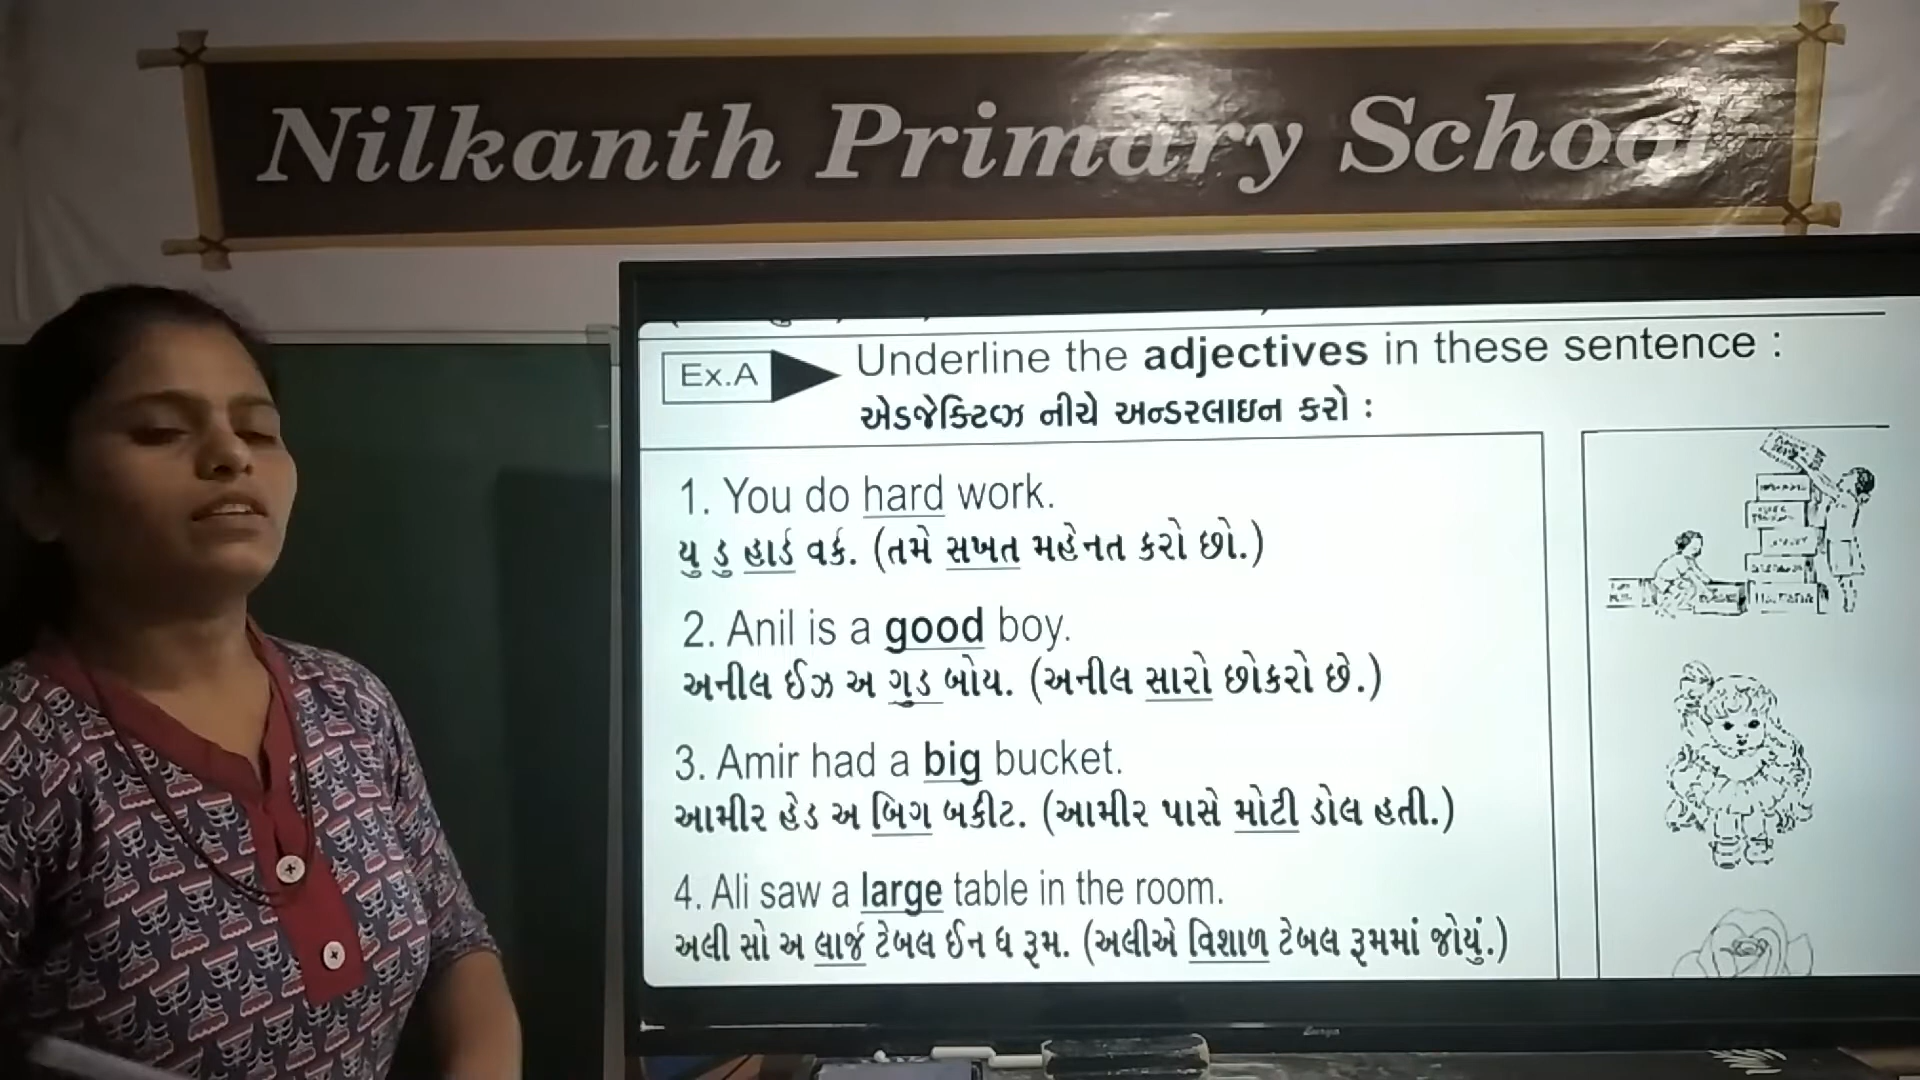 Nilkanth Primary School
Ex.A
Underline the adjectives in these sentence :
એડજેક્ટિવ્ઝ નીચે અન્ડરલાઇન કરો :
1. You do hard work.
યુ ડુ હાર્ડ વર્ક. (તમે સખત મહેનત કરો છો.)
2. Anil is a good boy.
અનીલ ઈઝ અ ગુડ બોય. (અનીલ સારો છોકરો છે.)
3. Amir had a big bucket.
આમીર હેડ અ બિગ બકીટ. (આમીર પાસે મોટી ડોલ હતી.)
4. Ali saw a large table in the room.
અલી સો અ લાર્જ ટેબલ ઈન ધ રૂમ. (અલીએ વિશાળ ટેબલ રૂમમાં જોયું.)